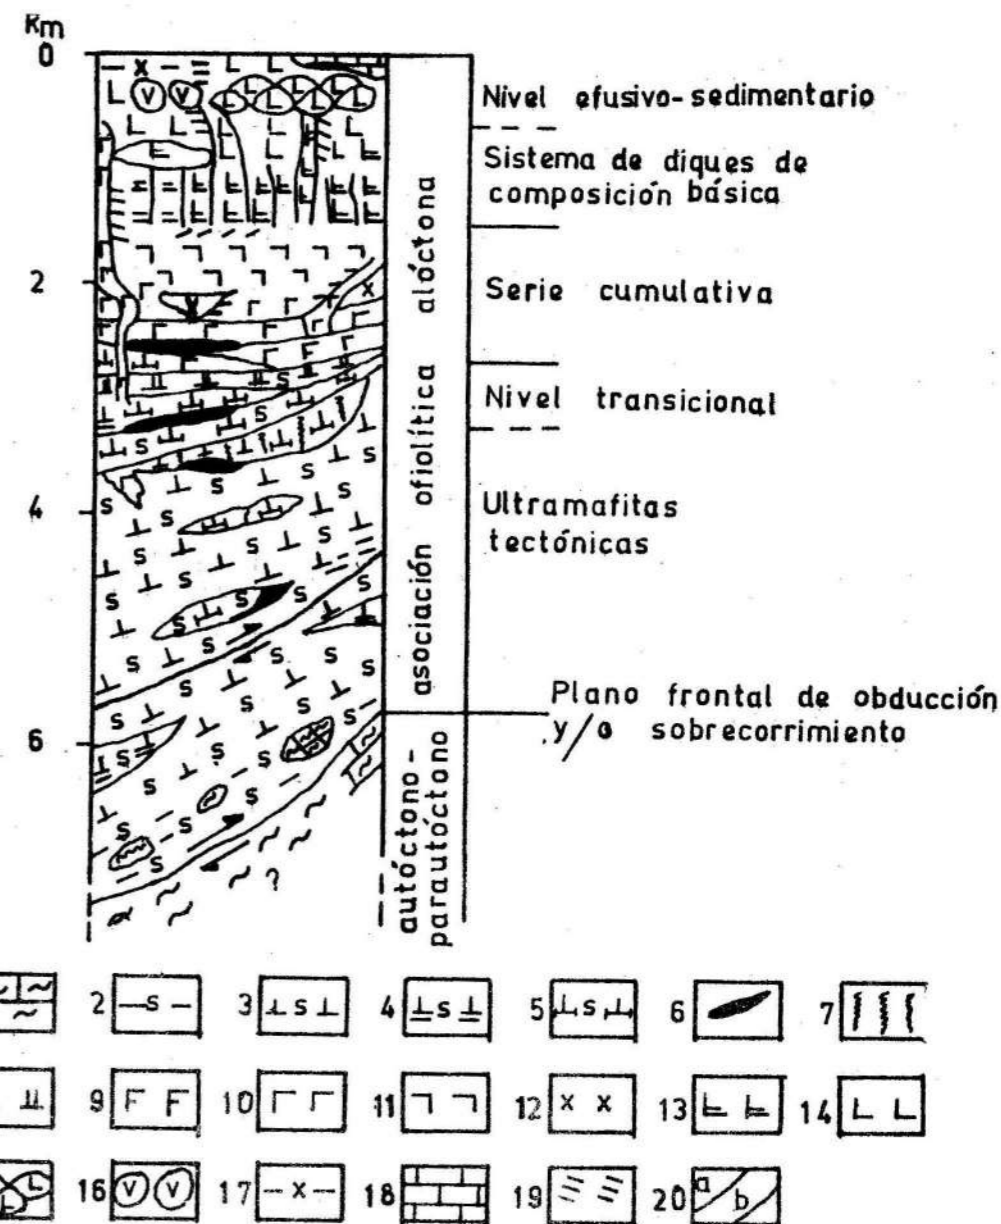 Km
0
Nivel efusivo-sedimentario
Sistema de diques de
composición básica
2
Serie cumulativa
Nivel transicional
4
Ultramafitas
tectónicas
Plano frontal de obducción
y/o sobrecorrimiento
6
asociación ofiolítica alóctona
autóctono-
parautóctono
?
2 —S— 3 ⊥ S ⊥ 4 ⊥ S ⊥ 5 ⊥ S ⊥ 6 7
9 F F 10 Γ Γ 11 ٦ ٦ 12 x x 13 L L 14 L L
L L 16 V V 17 —x— 18 19 20 a b